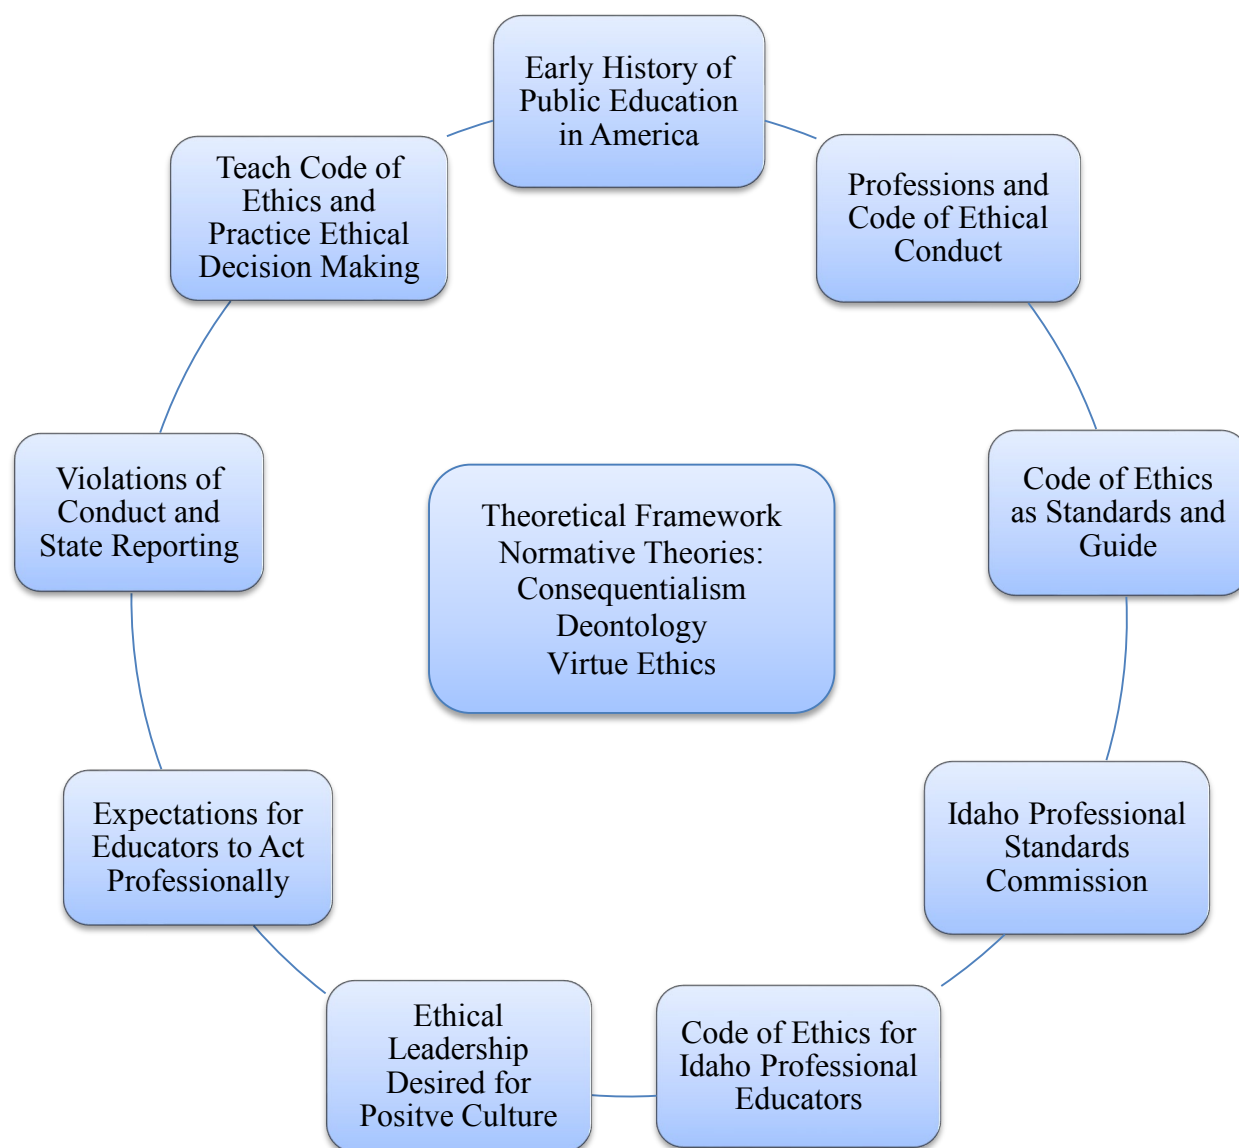 Early History of
Public Education
in America
Professions and
Code of Ethical
Conduct
Code of Ethics
as Standards and
Guide
Idaho Professional
Standards
Commission
Code of Ethics for
Idaho Professional
Educators
Ethical
Leadership
Desired for
Positve Culture
Expectations for
Educators to Act
Professionally
Violations of
Conduct and
State Reporting
Teach Code of
Ethics and
Practice Ethical
Decision Making
Theoretical Framework
Normative Theories:
Consequentialism
Deontology
Virtue Ethics